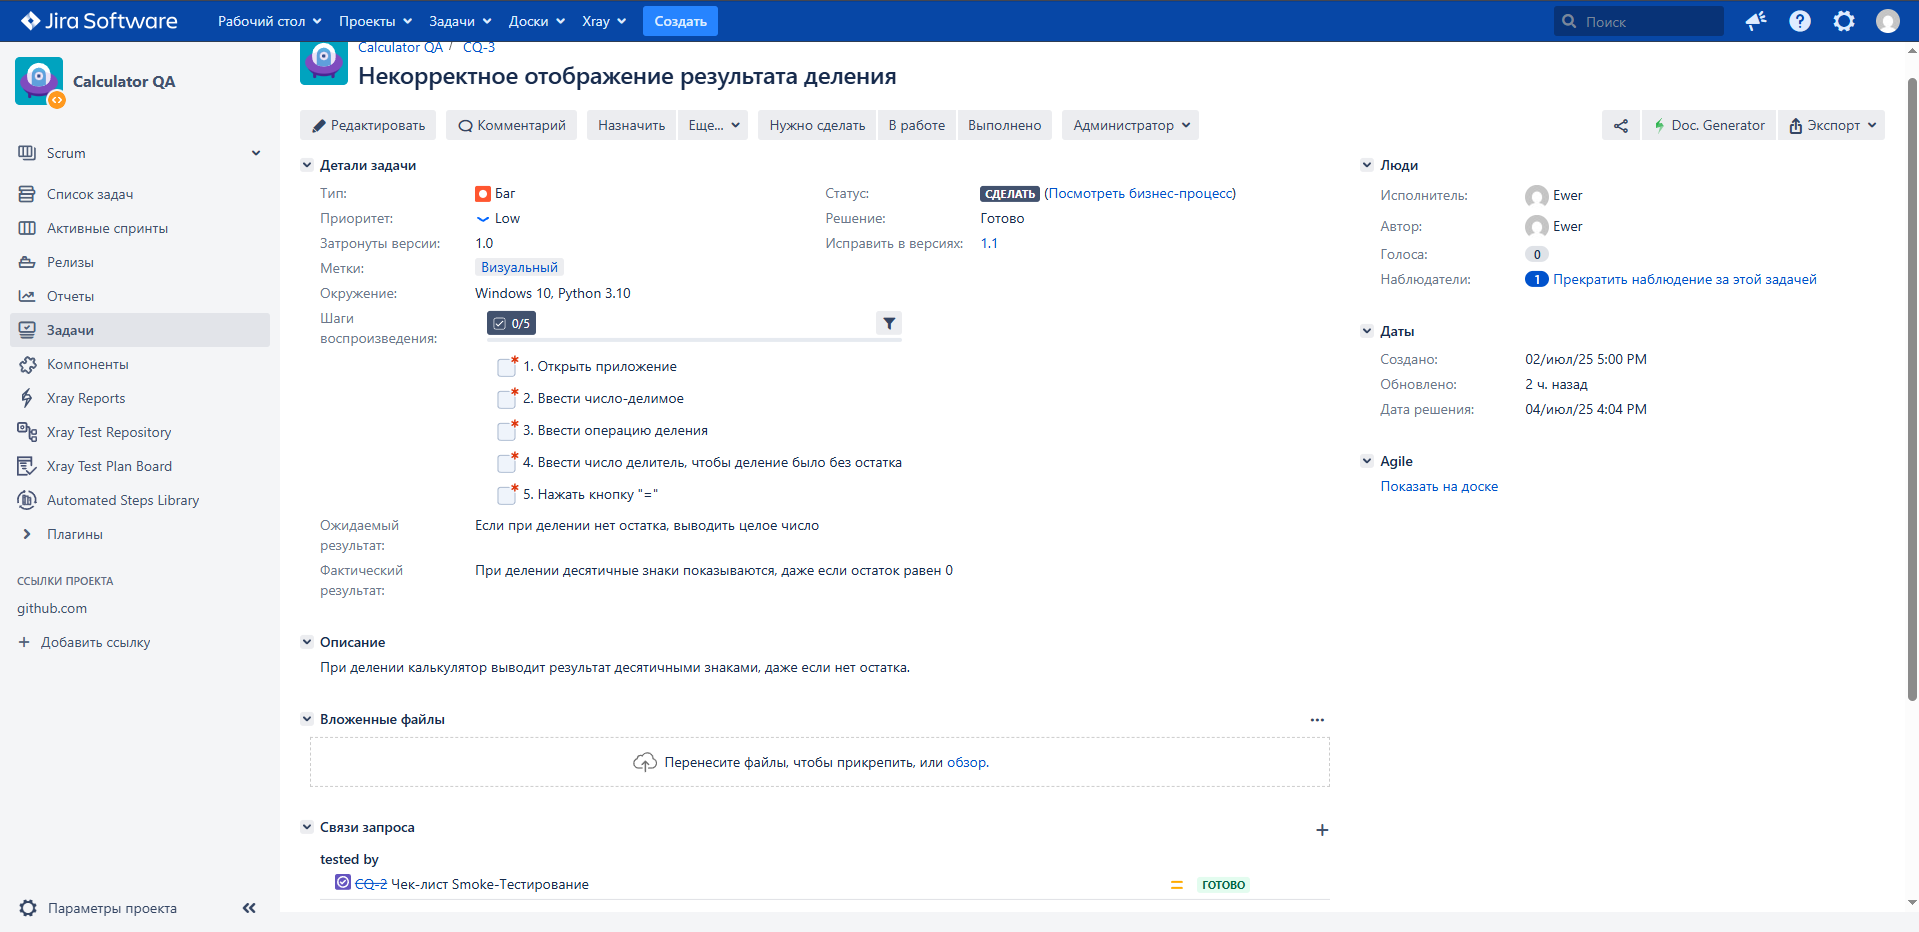 Jira Software
Рабочий стол
Проекты
Задачи
Доски
Xray
Создать
Поиск
Calculator QA
Scrum
Список задач
Активные спринты
Релизы
Отчеты
Задачи
Компоненты
Xray Reports
Xray Test Repository
Xray Test Plan Board
Automated Steps Library
Плагины
ССЫЛКИ ПРОЕКТА
github.com
Добавить ссылку
Параметры проекта
Calculator QA / CQ-3
Некорректное отображение результата деления
Редактировать
Комментарий
Назначить
Еще...
Нужно сделать
В работе
Выполнено
Администратор
Doc. Generator
Экспорт
Детали задачи
Тип: Баг
Статус: СДЕЛАТЬ (Посмотреть бизнес-процесс)
Приоритет: Low
Решение: Готово
Затронуты версии: 1.0
Исправить в версиях: 1.1
Метки: Визуальный
Окружение: Windows 10, Python 3.10
Шаги воспроизведения:
0/5
* 1. Открыть приложение
* 2. Ввести число-делимое
* 3. Ввести операцию деления
* 4. Ввести число делитель, чтобы деление было без остатка
* 5. Нажать кнопку "="
Ожидаемый результат: Если при делении нет остатка, выводить целое число
Фактический результат: При делении десятичные знаки показываются, даже если остаток равен 0
Описание
При делении калькулятор выводит результат десятичными знаками, даже если нет остатка.
Вложенные файлы
Перенесите файлы, чтобы прикрепить, или обзор.
Связи запроса
tested by
CQ-2 Чек-лист Smoke-Тестирование
ГОТОВО
Люди
Исполнитель: Ewer
Автор: Ewer
Голоса: 0
Наблюдатели: 1 Прекратить наблюдение за этой задачей
Даты
Создано: 02/июл/25 5:00 PM
Обновлено: 2 ч. назад
Дата решения: 04/июл/25 4:04 PM
Agile
Показать на доске